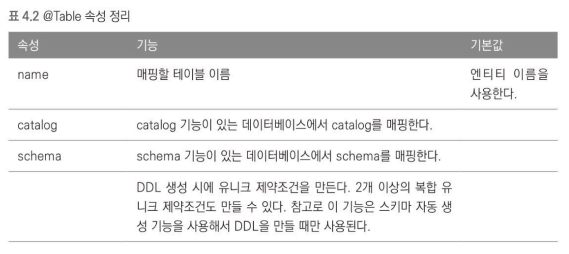 표 4.2 @Table 속성 정리
속성 기능 기본값
name 매핑할 테이블 이름 엔티티 이름을
사용한다.
catalog catalog 기능이 있는 데이터베이스에서 catalog를 매핑한다.
schema schema 기능이 있는 데이터베이스에서 schema를 매핑한다.
DDL 생성 시에 유니크 제약조건을 만든다. 2개 이상의 복합 유
니크 제약조건도 만들 수 있다. 참고로 이 기능은 스키마 자동 생
성 기능을 사용해서 DDL을 만들 때만 사용된다.